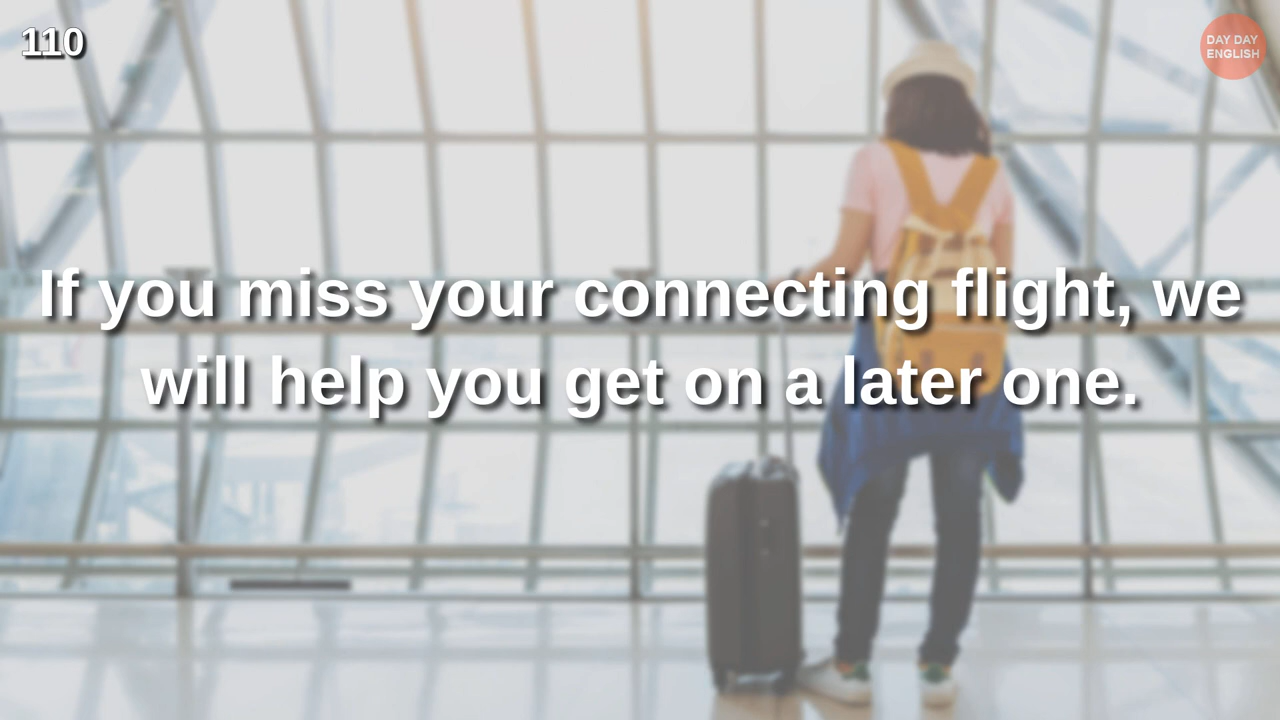 110
DAY DAY
ENGLISH
If you miss your connecting flight, we
will help you get on a later one.